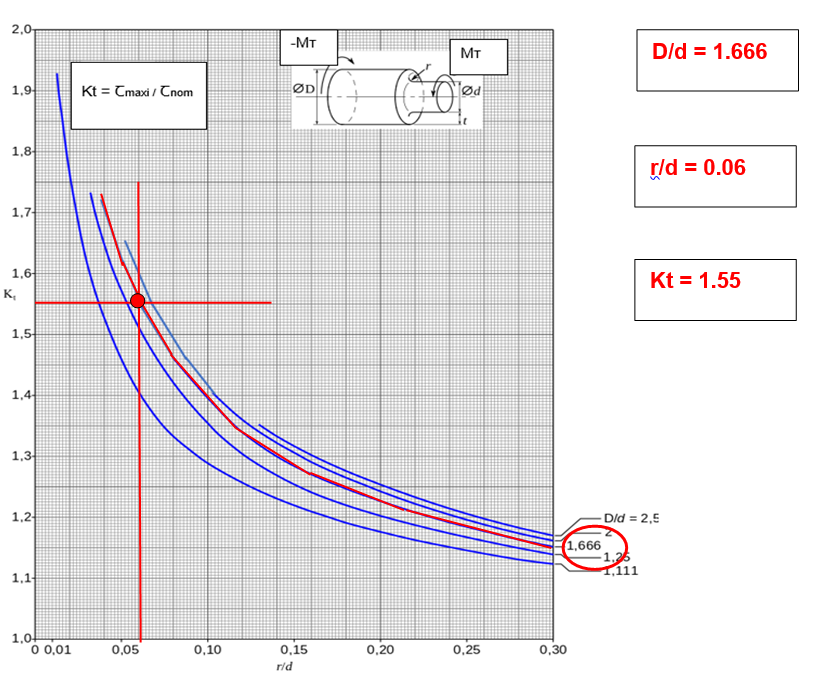 2,0
-Mт
Mт
D/d = 1.666
r
Kt = Ꞇmaxi / Ꞇnom
1,9
ØD
Ød
t
1,8
r/d = 0.06
1,7
1,6
Kt = 1.55
Kt
1,5
1,4
1,3
1,2
D/d = 2,5
2
1,666
1,25
1,1
1,111
1,0
0 0,01 0,05 0,10 0,15 0,20 0,25 0,30
r/d